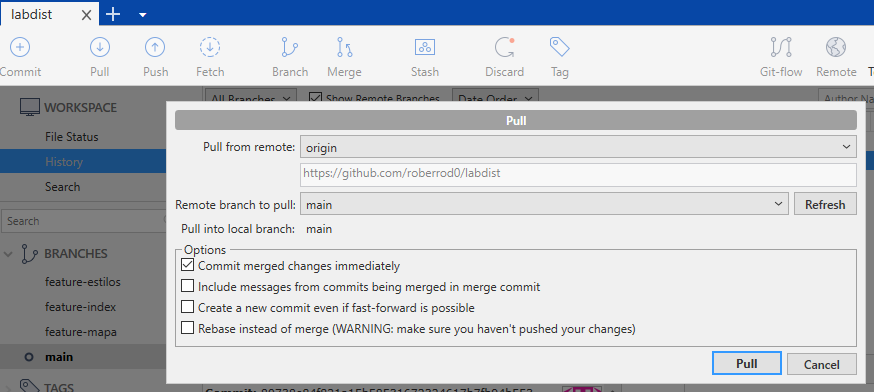 labdist
Commit Pull Push Fetch Branch Merge Stash Discard Tag Git-flow Remote
WORKSPACE
File Status
History
Search
Search
BRANCHES
feature-estilos
feature-index
feature-mapa
main
TAGS
All Branches Show Remote Branches Date Order
Pull
Pull from remote: origin
https://github.com/roberrod0/labdist
Remote branch to pull: main Refresh
Pull into local branch: main
Options
Commit merged changes immediately
Include messages from commits being merged in merge commit
Create a new commit even if fast-forward is possible
Rebase instead of merge (WARNING: make sure you haven't pushed your changes)
Pull Cancel